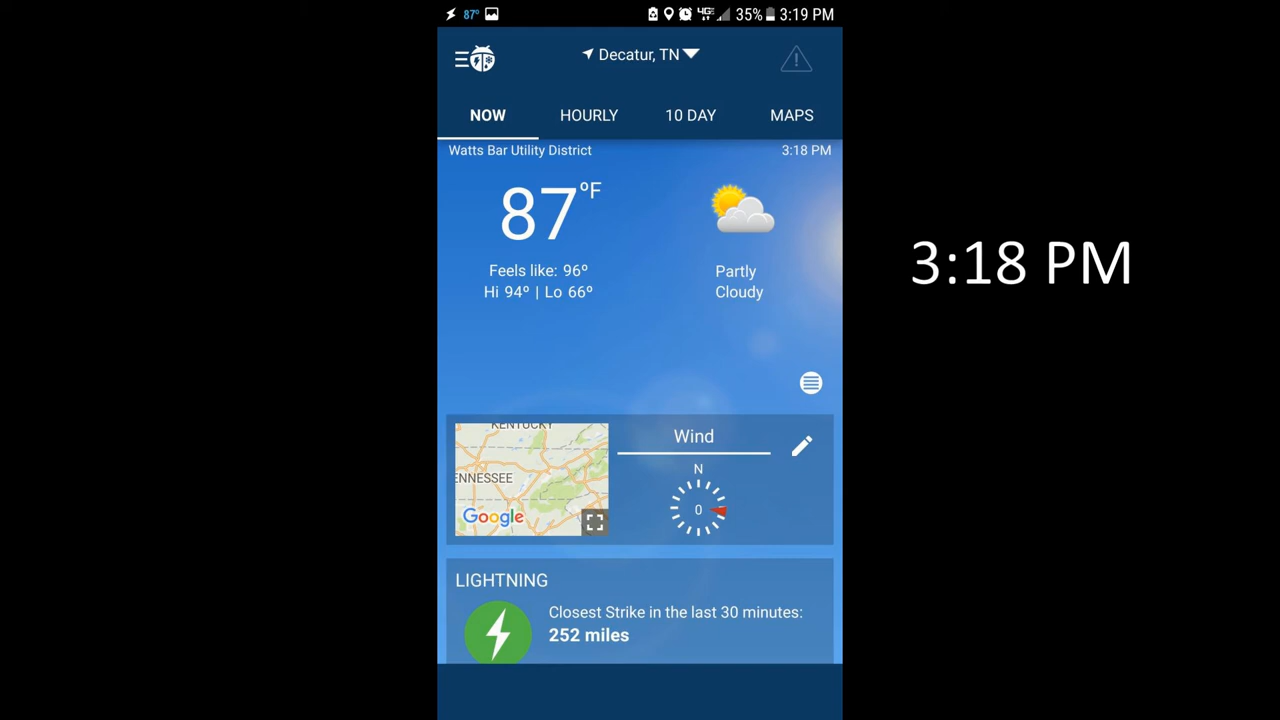 87° 4G 35% 3:19 PM
Decatur, TN
NOW HOURLY 10 DAY MAPS
Watts Bar Utility District 3:18 PM
87°F
Feels like: 96°
Hi 94° | Lo 66°
Partly
Cloudy
3:18 PM
KENTUCKY
ENNESSEE
Google
Wind
N
0
LIGHTNING
Closest Strike in the last 30 minutes:
252 miles